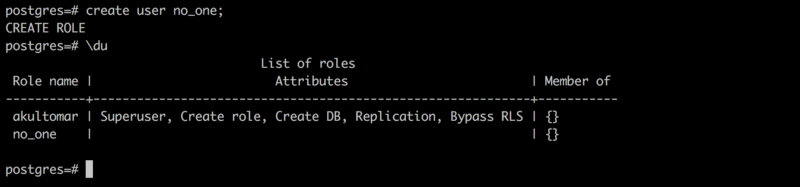 postgres=# create user no_one;
CREATE ROLE
postgres=# \du
                                   List of roles
 Role name |                         Attributes                         | Member of
-----------+------------------------------------------------------------+-----------
 akultomar | Superuser, Create role, Create DB, Replication, Bypass RLS | {}
 no_one    |                                                            | {}
postgres=#